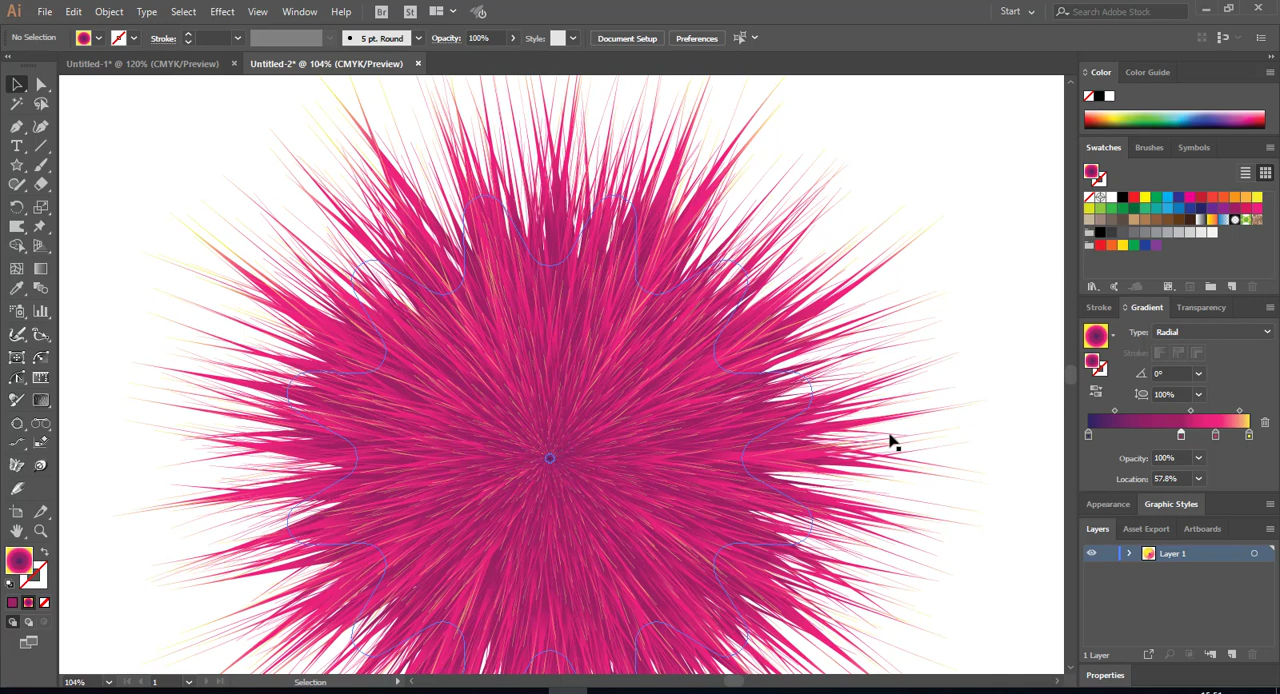 Ai File Edit Object Type Select Effect View Window Help Br St Start Search Adobe Stock
No Selection Stroke: 5 pt. Round Opacity: 100% Style: Document Setup Preferences
Untitled-1* @ 120% (CMYK/Preview) × Untitled-2* @ 104% (CMYK/Preview) ×
Color Color Guide
Swatches Brushes Symbols
Stroke Gradient Transparency
Type: Radial
Stroke:
0°
100%
Opacity: 100%
Location: 57.8%
Appearance Graphic Styles
Layers Asset Export Artboards
Layer 1
1 Layer
Properties
104% 1 Selection